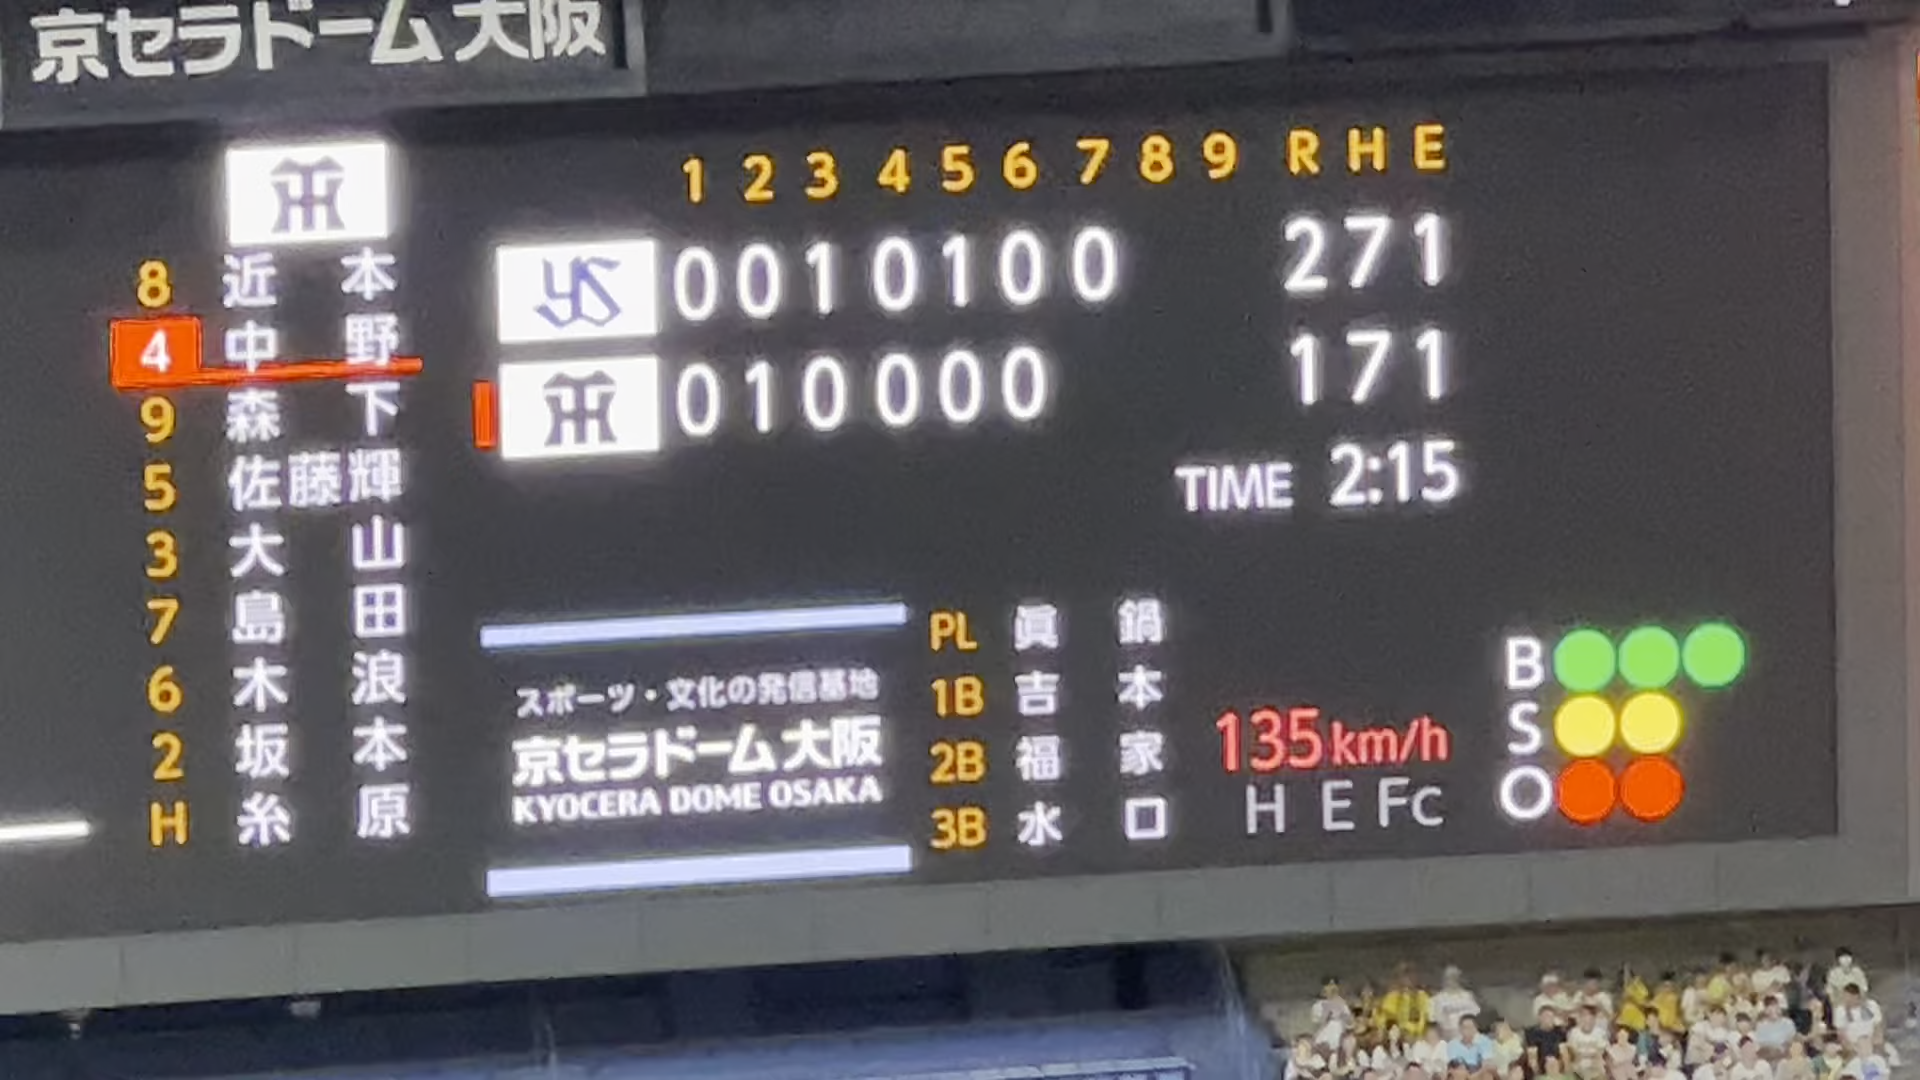 京セラドーム 大阪
1 2 3 4 5 6 7 8 9 R H E
YS 0 0 1 0 1 0 0 2 7 1
HT 0 1 0 0 0 0 1 7 1
TIME 2:15
8 近本
4 中野
9 森下
5 佐藤輝
3 大山
7 島田
6 木浪
2 坂本
H 糸原
スポーツ・文化の発信基地
京セラドーム 大阪
KYOCERA DOME OSAKA
PL 眞鍋
1B 吉本
2B 福家
3B 水口
135km/h
H E Fc
B
S
O